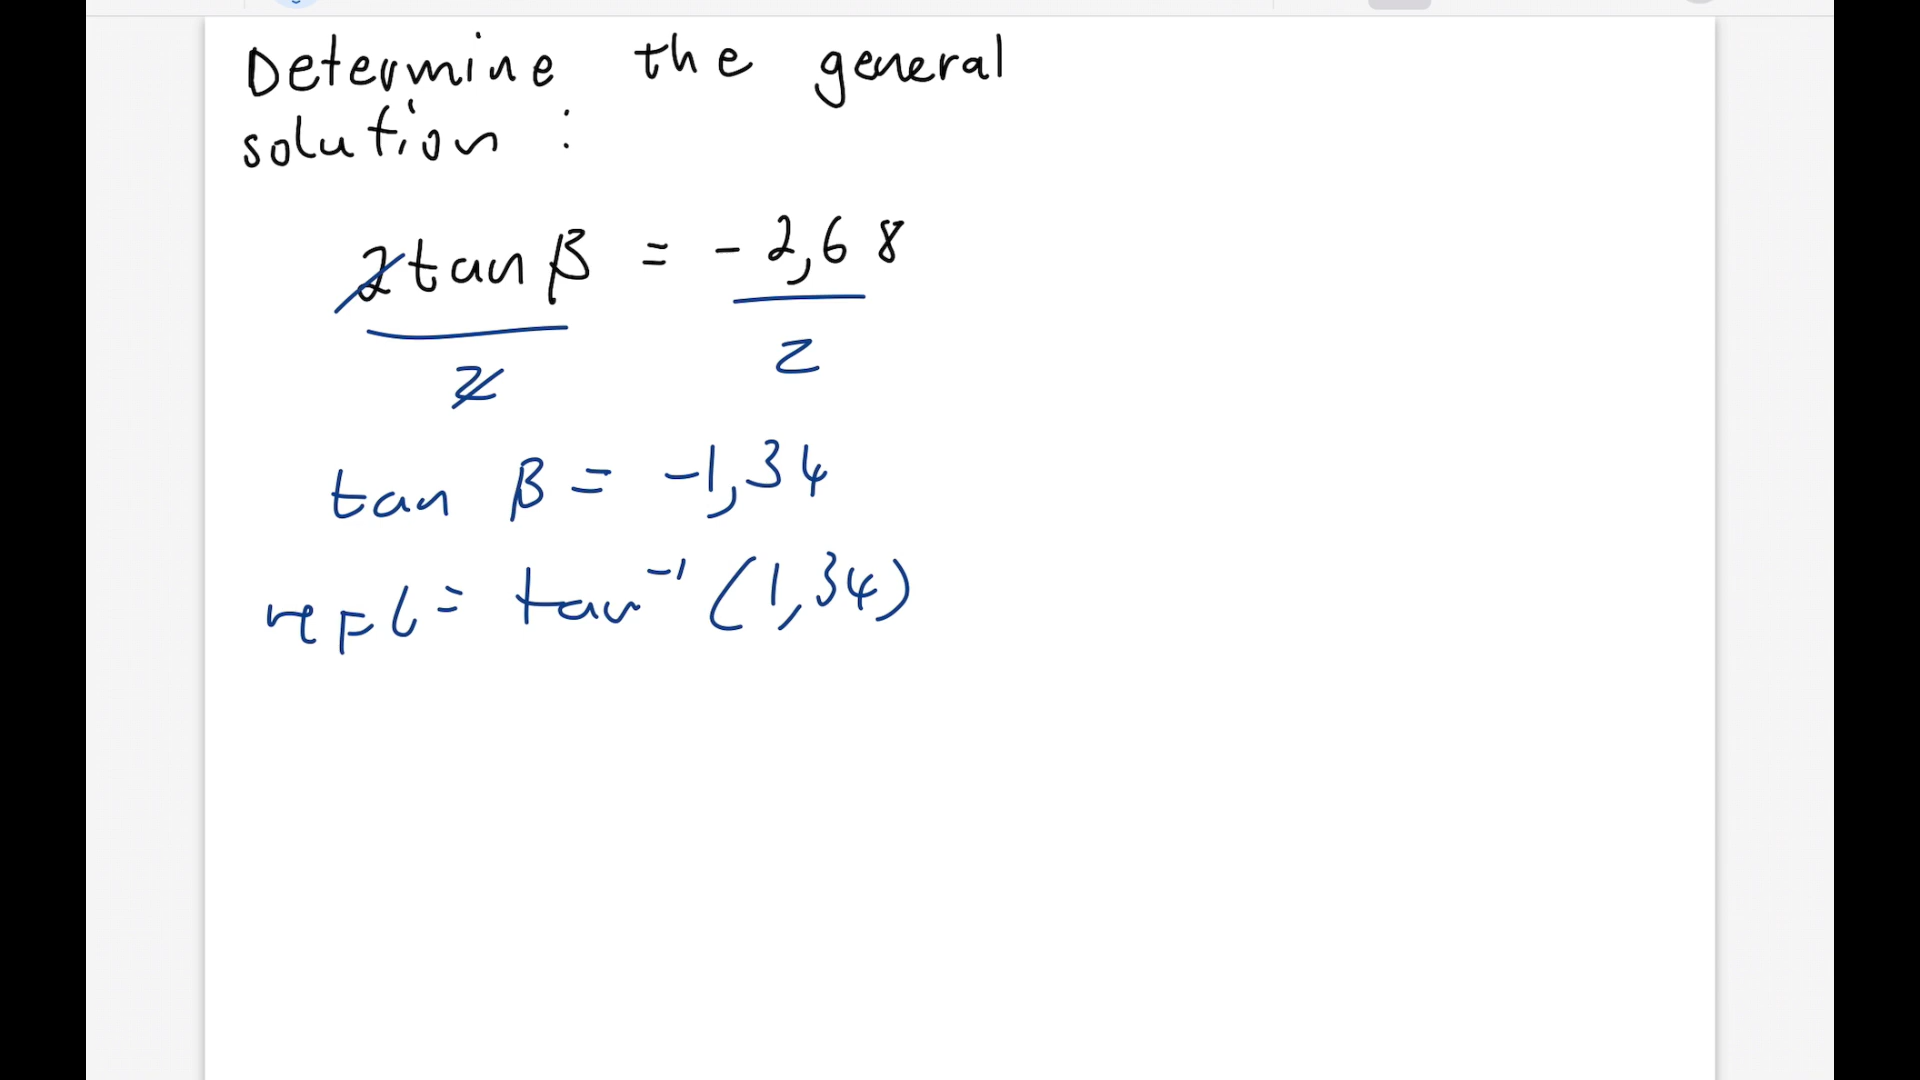 Determine the general
solution :
2tan β = - 2,68
2 2
tan β = -1,34
ref∠ = tan⁻¹ (1,34)